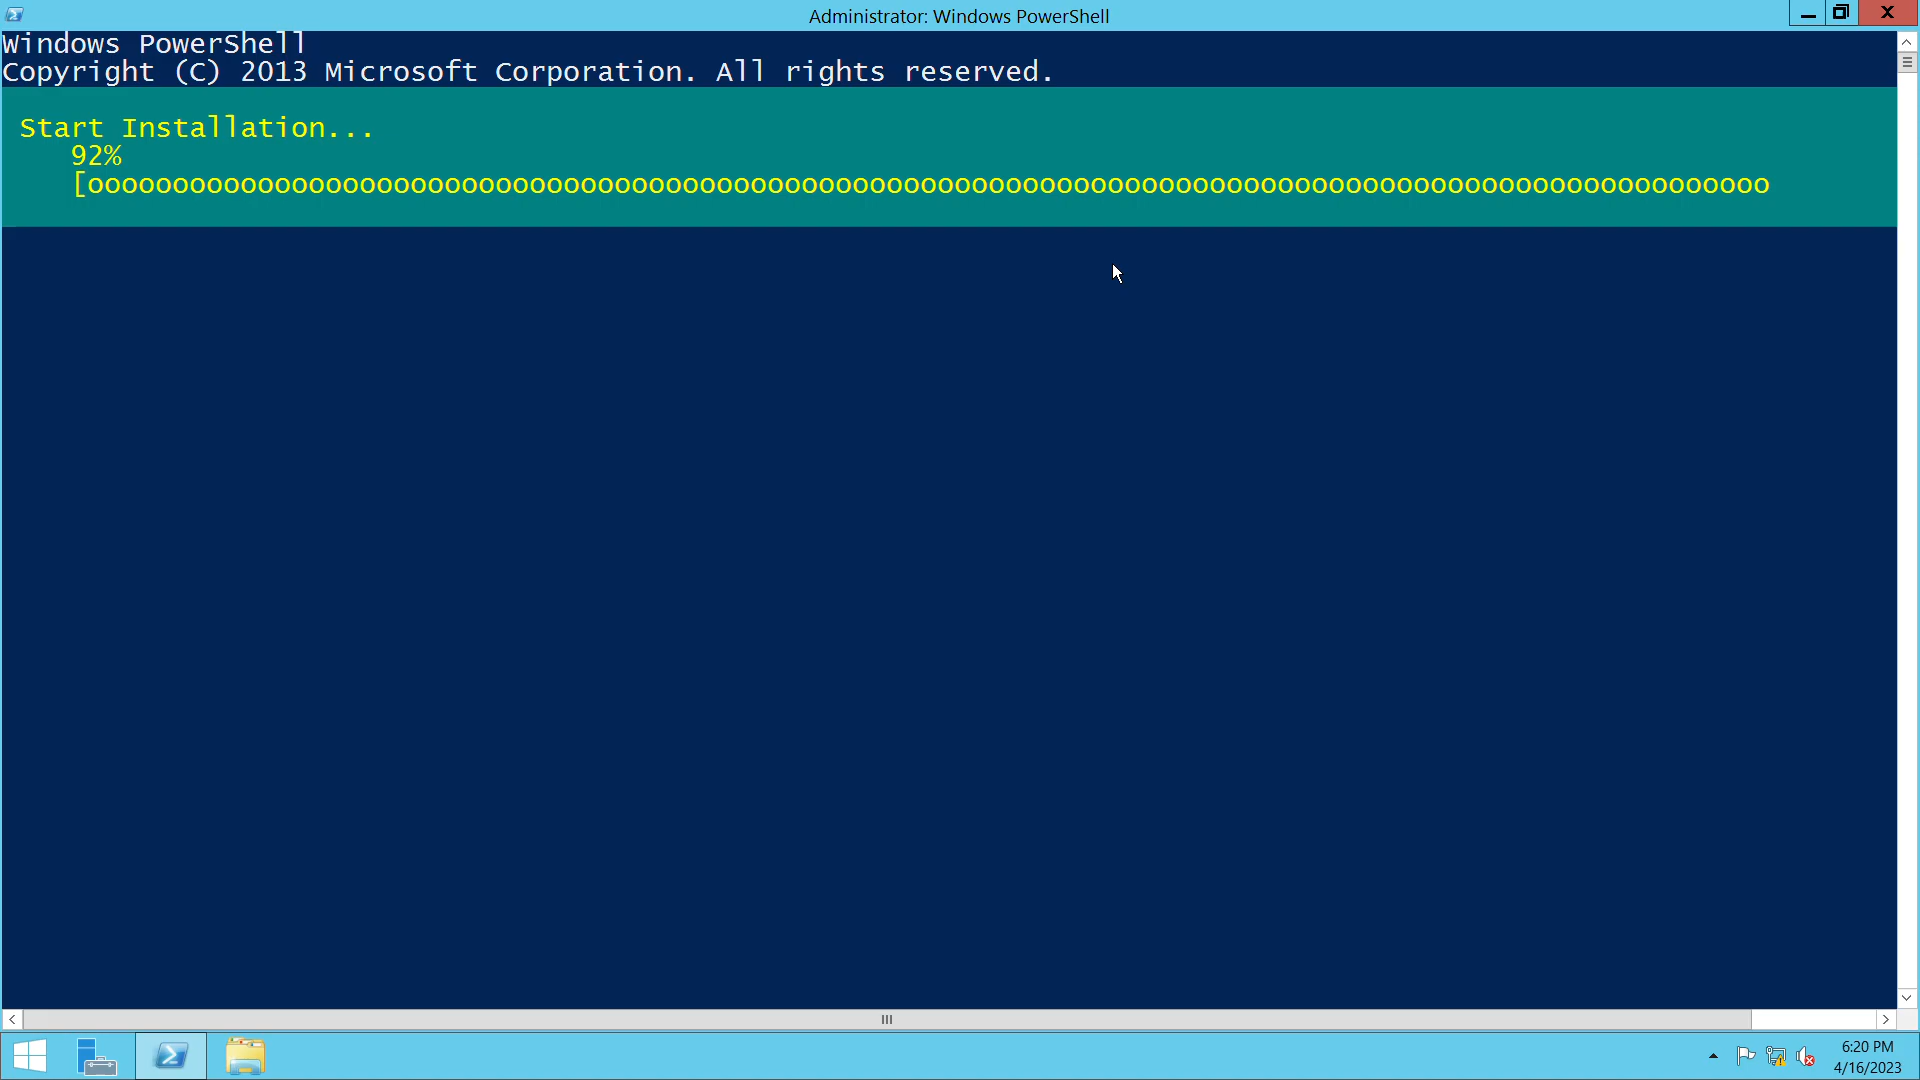 Administrator: Windows PowerShell
Windows PowerShell
Copyright (C) 2013 Microsoft Corporation. All rights reserved.
Start Installation...
92%
[ooooooooooooooooooooooooooooooooooooooooooooooooooooooooooooooooooooooooooooooooooooooooooooooooooo
6:20 PM
4/16/2023